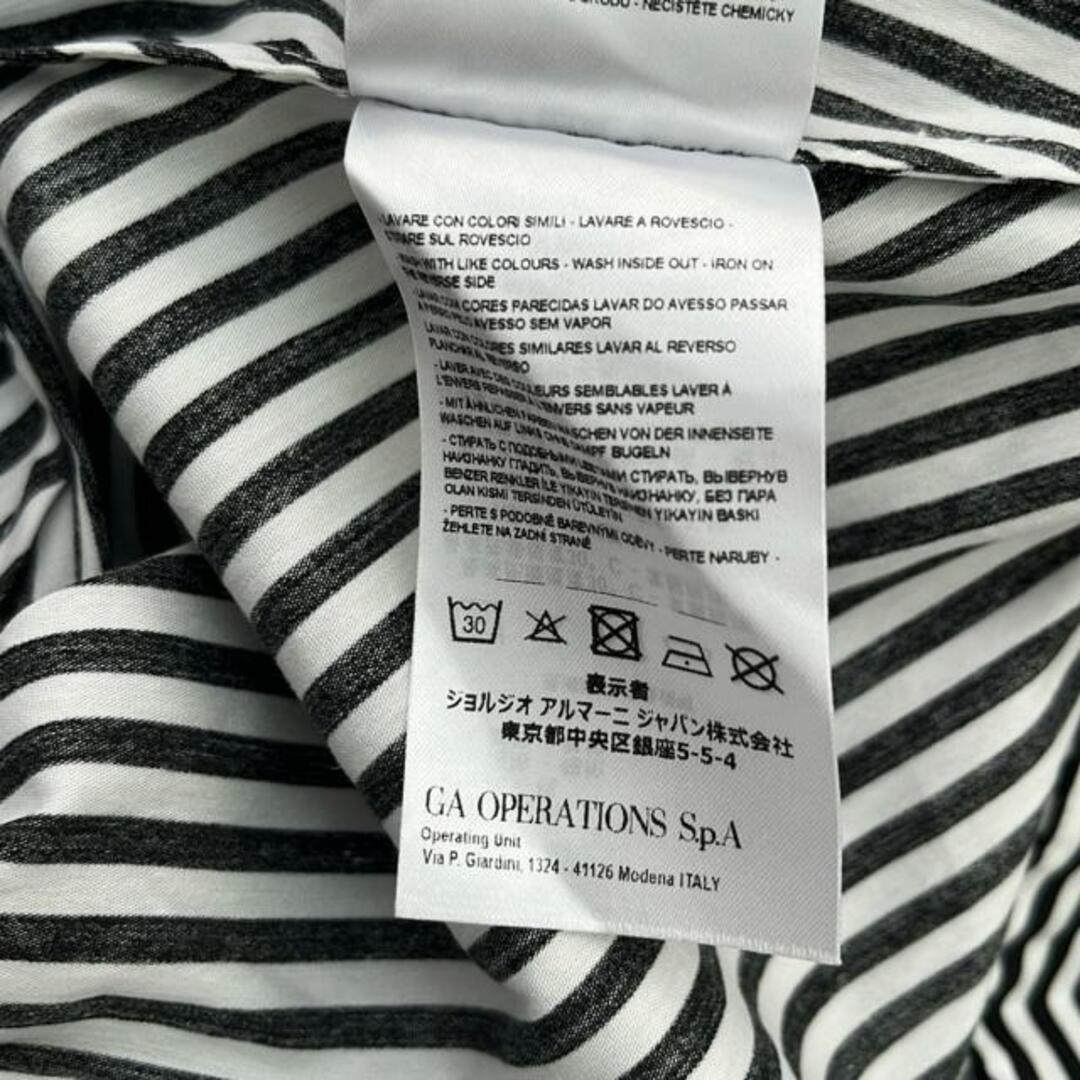 NEČISTĚTE CHEMICKY
LAVARE CON COLORI SIMILI - LAVARE A ROVESCIO -
STIRARE SUL ROVESCIO
WASH WITH LIKE COLOURS - WASH INSIDE OUT - IRON ON
THE REVERSE SIDE
LAVAR COM CORES PARECIDAS LAVAR DO AVESSO PASSAR
A FERRO PELO AVESSO SEM VAPOR
LAVAR CON COLORES SIMILARES LAVAR AL REVERSO
PLANCHAR AL REVERSO
- LAVER AVEC DES COULEURS SEMBLABLES LAVER À
L'ENVERS REPASSER À L'ENVERS SANS VAPEUR
- MIT ÄHNLICHEN FARBEN WASCHEN VON DER INNENSEITE
WASCHEN AUF LINKS OHNE DAMPF BUGELN
- СТИРАТЬ С ПОДОБНЫМИ ЦВЕТАМИ СТИРАТЬ, ВЫВЕРНУВ
НАИЗНАНКУ ГЛАДИТЬ, ВЫВЕРНУВ НАИЗНАНКУ, БЕЗ ПАРА
BENZER RENKLER İLE YIKAYIN TERSTEN YIKAYIN BASKI
OLAN KISMI TERSINDEN ÜTÜLEYIN
- PERTE S PODOBNĚ BAREVNÝMI ODĚVY - PERTE NARUBY -
ŽEHLETE NA ZADNÍ STRANĚ
30
表示者
ジョルジオ アルマーニ ジャパン株式会社
東京都中央区銀座5-5-4
GA OPERATIONS S.p.A
Operating Unit
Via P. Giardini, 1324 - 41126 Modena ITALY